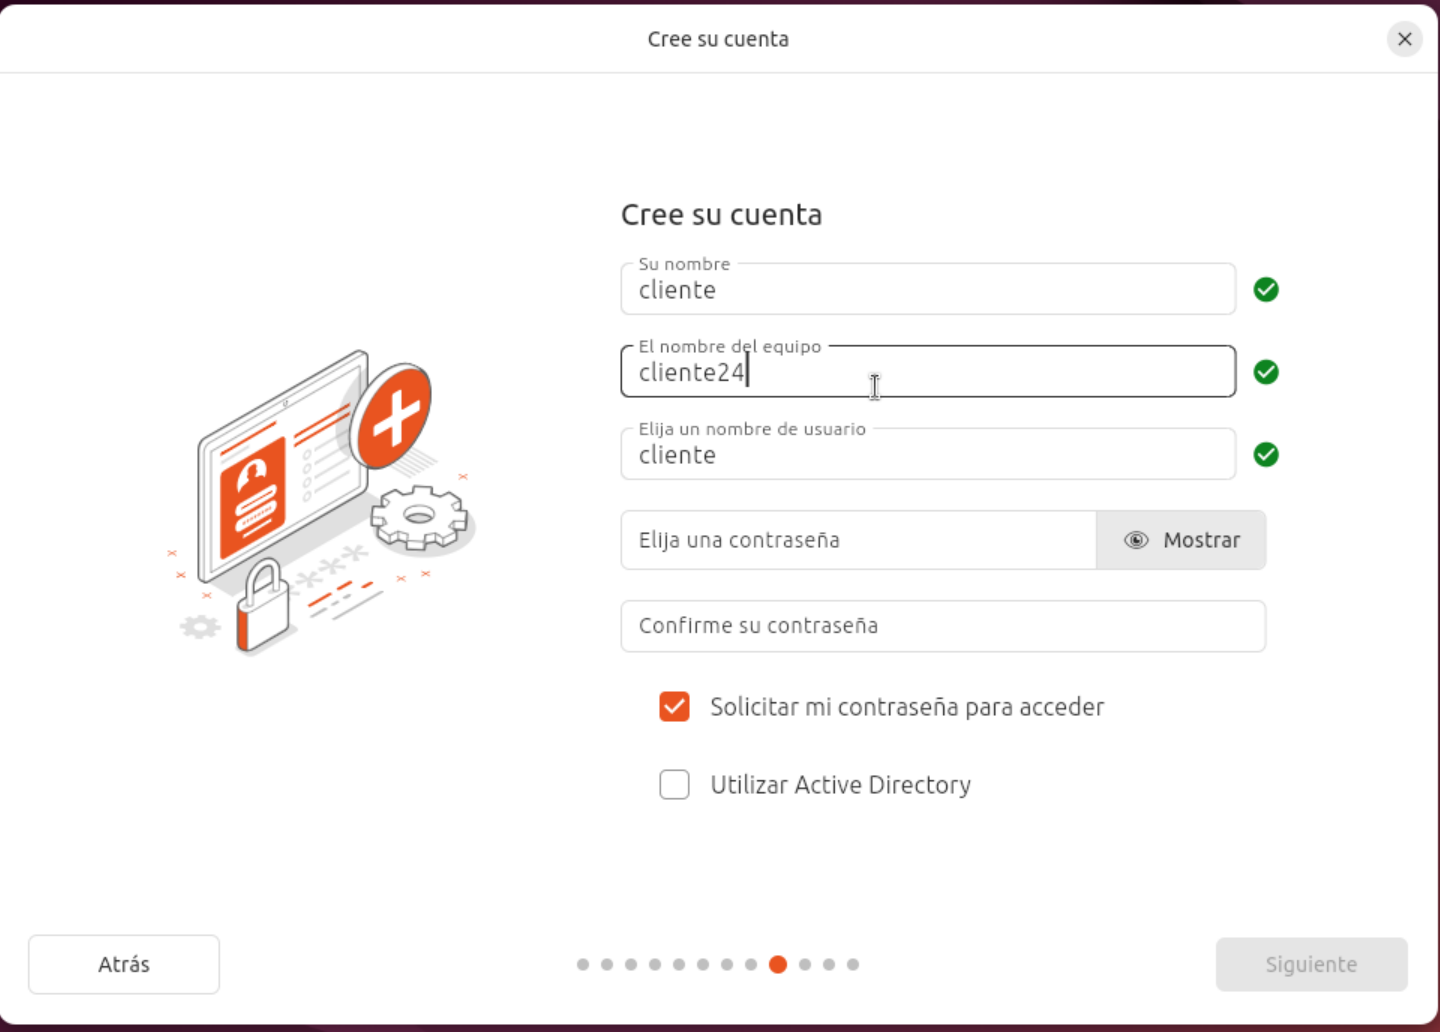 Cree su cuenta
Cree su cuenta
Su nombre
cliente
El nombre del equipo
cliente24
Elija un nombre de usuario
cliente
Elija una contraseña
Mostrar
Confirme su contraseña
Solicitar mi contraseña para acceder
Utilizar Active Directory
Atrás
Siguiente